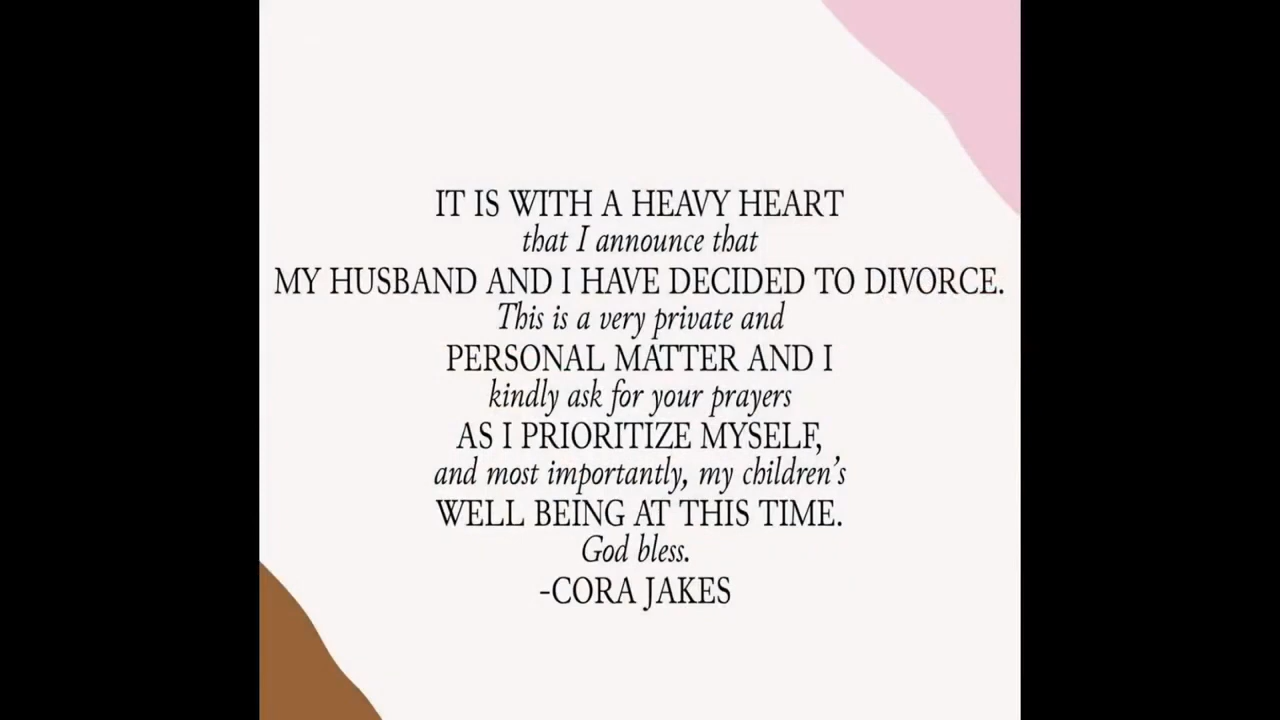 IT IS WITH A HEAVY HEART
that I announce that
MY HUSBAND AND I HAVE DECIDED TO DIVORCE.
This is a very private and
PERSONAL MATTER AND I
kindly ask for your prayers
AS I PRIORITIZE MYSELF,
and most importantly, my children's
WELL BEING AT THIS TIME.
God bless.
-CORA JAKES